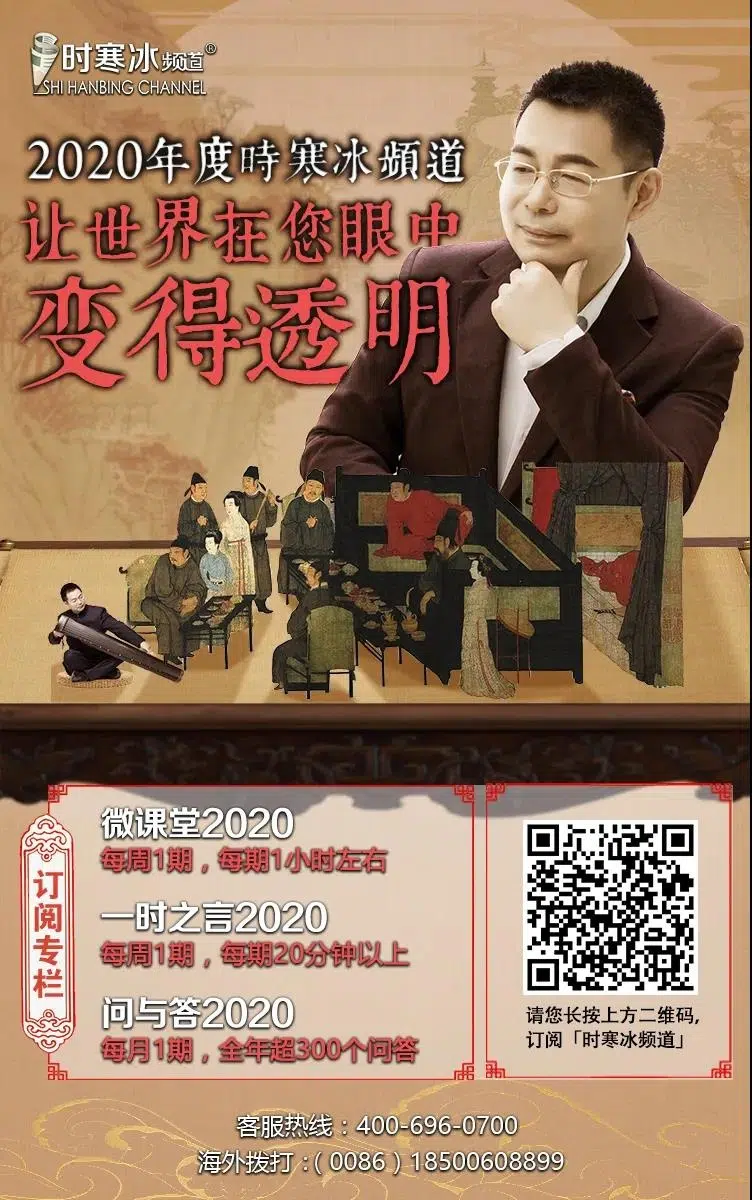 时寒冰频道®
SHI HANBING CHANNEL
2020年度時寒冰頻道
让世界在您眼中
变得透明
订阅专栏
微课堂2020
每周1期，每期1小时左右
一时之言2020
每周1期，每期20分钟以上
问与答2020
每月1期，全年超300个问答
请您长按上方二维码,
订阅「时寒冰频道」
客服热线：400-696-0700
海外拨打：（0086）18500608899